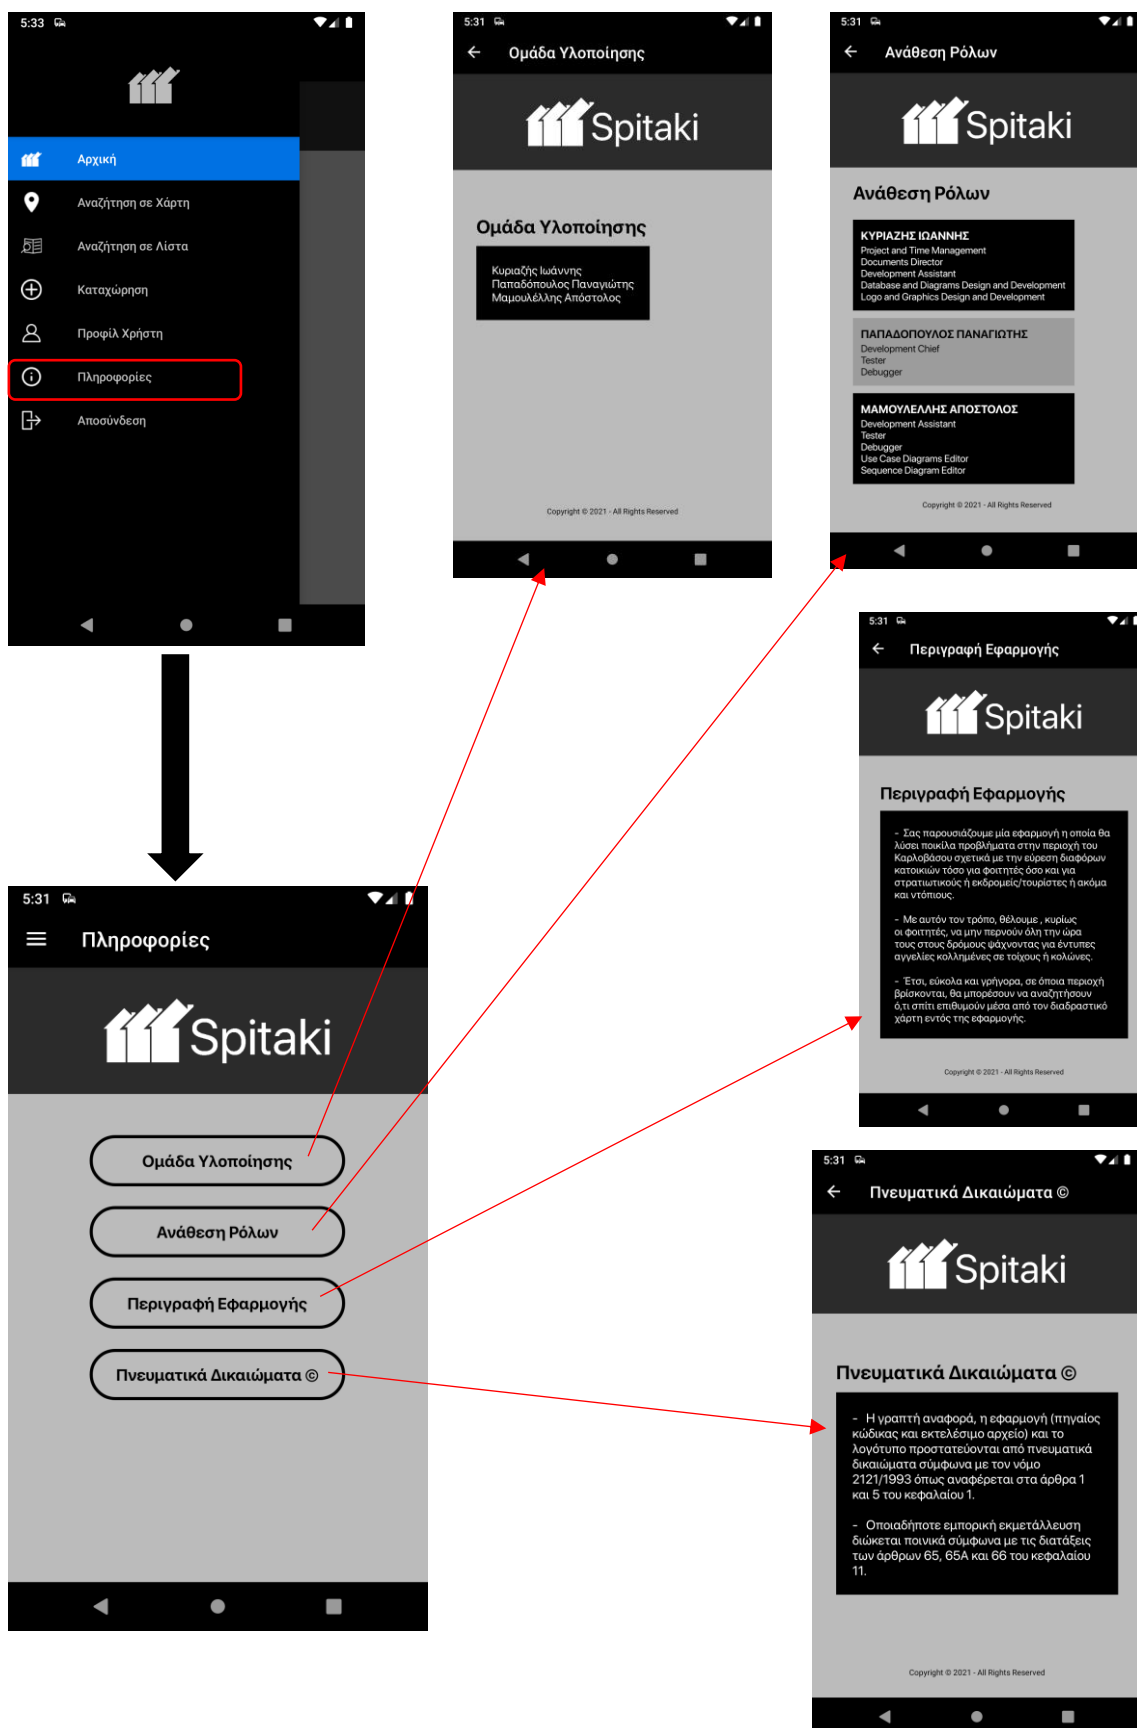 5:33
Αρχική
Αναζήτηση σε Χάρτη
Αναζήτηση σε Λίστα
Καταχώρηση
Προφίλ Χρήστη
Πληροφορίες
Αποσύνδεση
5:31
Ομάδα Υλοποίησης
Spitaki
Ομάδα Υλοποίησης
Κυριαζής Ιωάννης
Παπαδόπουλος Παναγιώτης
Μαμουλέλλης Απόστολος
Copyright © 2021 - All Rights Reserved
5:31
Ανάθεση Ρόλων
Spitaki
Ανάθεση Ρόλων
ΚΥΡΙΑΖΗΣ ΙΩΑΝΝΗΣ
Project and Time Management
Documents Director
Development Assistant
Database and Diagrams Design and Development
Logo and Graphics Design and Development
ΠΑΠΑΔΟΠΟΥΛΟΣ ΠΑΝΑΓΙΩΤΗΣ
Development Chief
Tester
Debugger
ΜΑΜΟΥΛΕΛΛΗΣ ΑΠΟΣΤΟΛΟΣ
Development Assistant
Tester
Debugger
Use Case Diagrams Editor
Sequence Diagram Editor
Copyright © 2021 - All Rights Reserved
5:31
Περιγραφή Εφαρμογής
Spitaki
Περιγραφή Εφαρμογής
- Σας παρουσιάζουμε μία εφαρμογή η οποία θα
λύσει ποικίλα προβλήματα στην περιοχή του
Καρλοβάσου σχετικά με την εύρεση διαφόρων
κατοικιών τόσο για φοιτητές όσο και για
στρατιωτικούς ή εκδρομείς/τουρίστες ή ακόμα
και ντόπιους.
- Με αυτόν τον τρόπο, θέλουμε , κυρίως
οι φοιτητές, να μην περνούν όλη την ώρα
τους στους δρόμους ψάχνοντας για έντυπες
αγγελίες κολλημένες σε τοίχους ή κολώνες.
- Έτσι, εύκολα και γρήγορα, σε όποια περιοχή
βρίσκονται, θα μπορέσουν να αναζητήσουν
ό,τι σπίτι επιθυμούν μέσα από τον διαδραστικό
χάρτη εντός της εφαρμογής.
Copyright © 2021 - All Rights Reserved
5:31
Πληροφορίες
Spitaki
Ομάδα Υλοποίησης
Ανάθεση Ρόλων
Περιγραφή Εφαρμογής
Πνευματικά Δικαιώματα ©
5:31
Πνευματικά Δικαιώματα ©
Spitaki
Πνευματικά Δικαιώματα ©
- Η γραπτή αναφορά, η εφαρμογή (πηγαίος
κώδικας και εκτελέσιμο αρχείο) και το
λογότυπο προστατεύονται από πνευματικά
δικαιώματα σύμφωνα με τον νόμο
2121/1993 όπως αναφέρεται στα άρθρα 1
και 5 του κεφαλαίου 1.
- Οποιαδήποτε εμπορική εκμετάλλευση
διώκεται ποινικά σύμφωνα με τις διατάξεις
των άρθρων 65, 65Α και 66 του κεφαλαίου
11.
Copyright © 2021 - All Rights Reserved